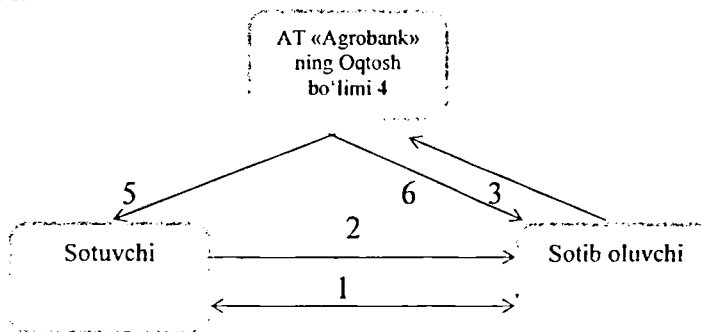 AT «Agrobank»
ning Oqtosh
bo‘limi 4
5
6
3
2
Sotuvchi
Sotib oluvchi
1